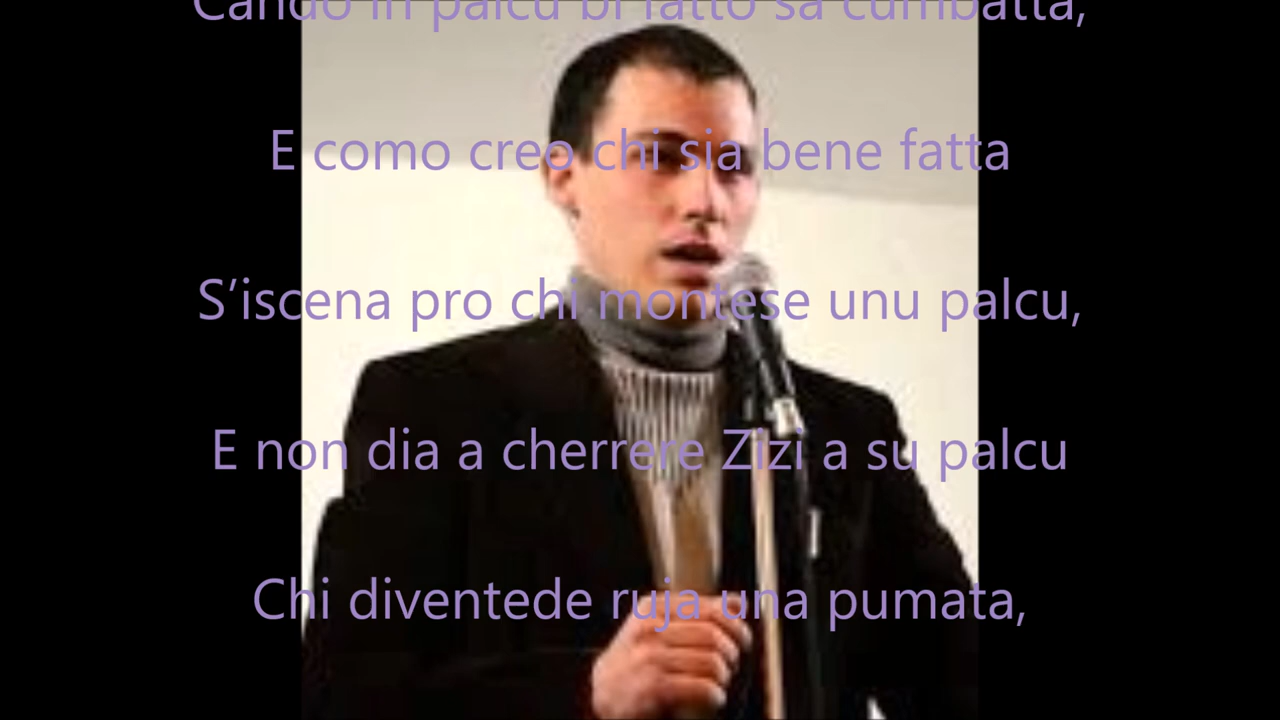 Cando in palcu bi fatto sa cumbatta,
E como creo chi sia bene fatta
S’iscena pro chi montese unu palcu,
E non dia a cherrere Zizi a su palcu
Chi diventede ruja una pumata,